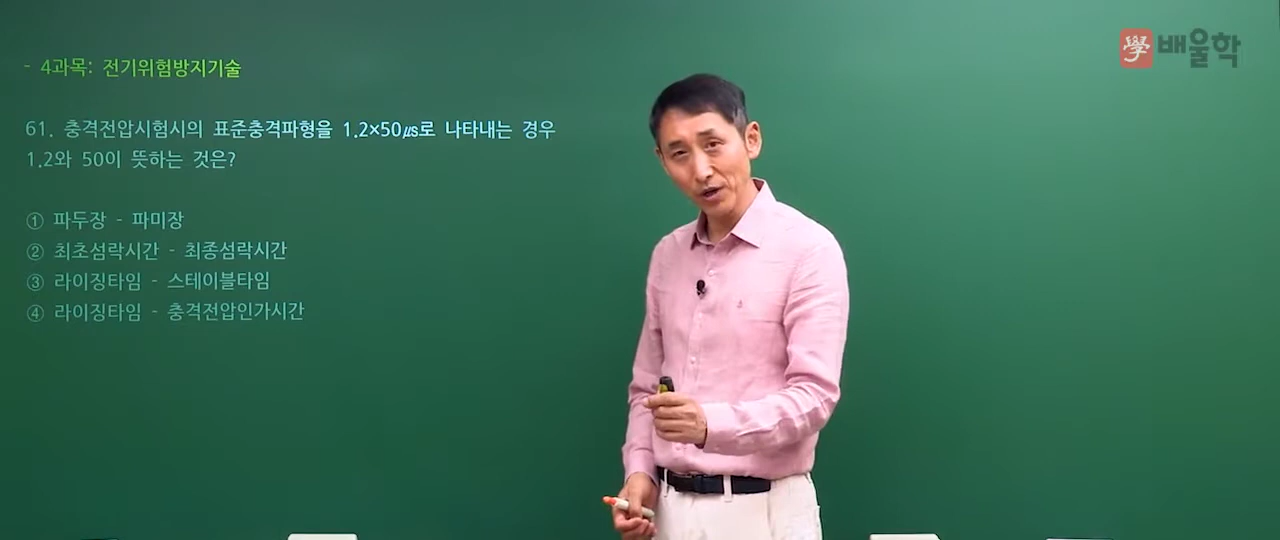 - 4과목: 전기위험방지기술
學배울학
61. 충격전압시험시의 표준충격파형을 1.2×50㎲로 나타내는 경우
1.2와 50이 뜻하는 것은?
① 파두장 - 파미장
② 최초섬락시간 - 최종섬락시간
③ 라이징타임 - 스테이블타임
④ 라이징타임 - 충격전압인가시간